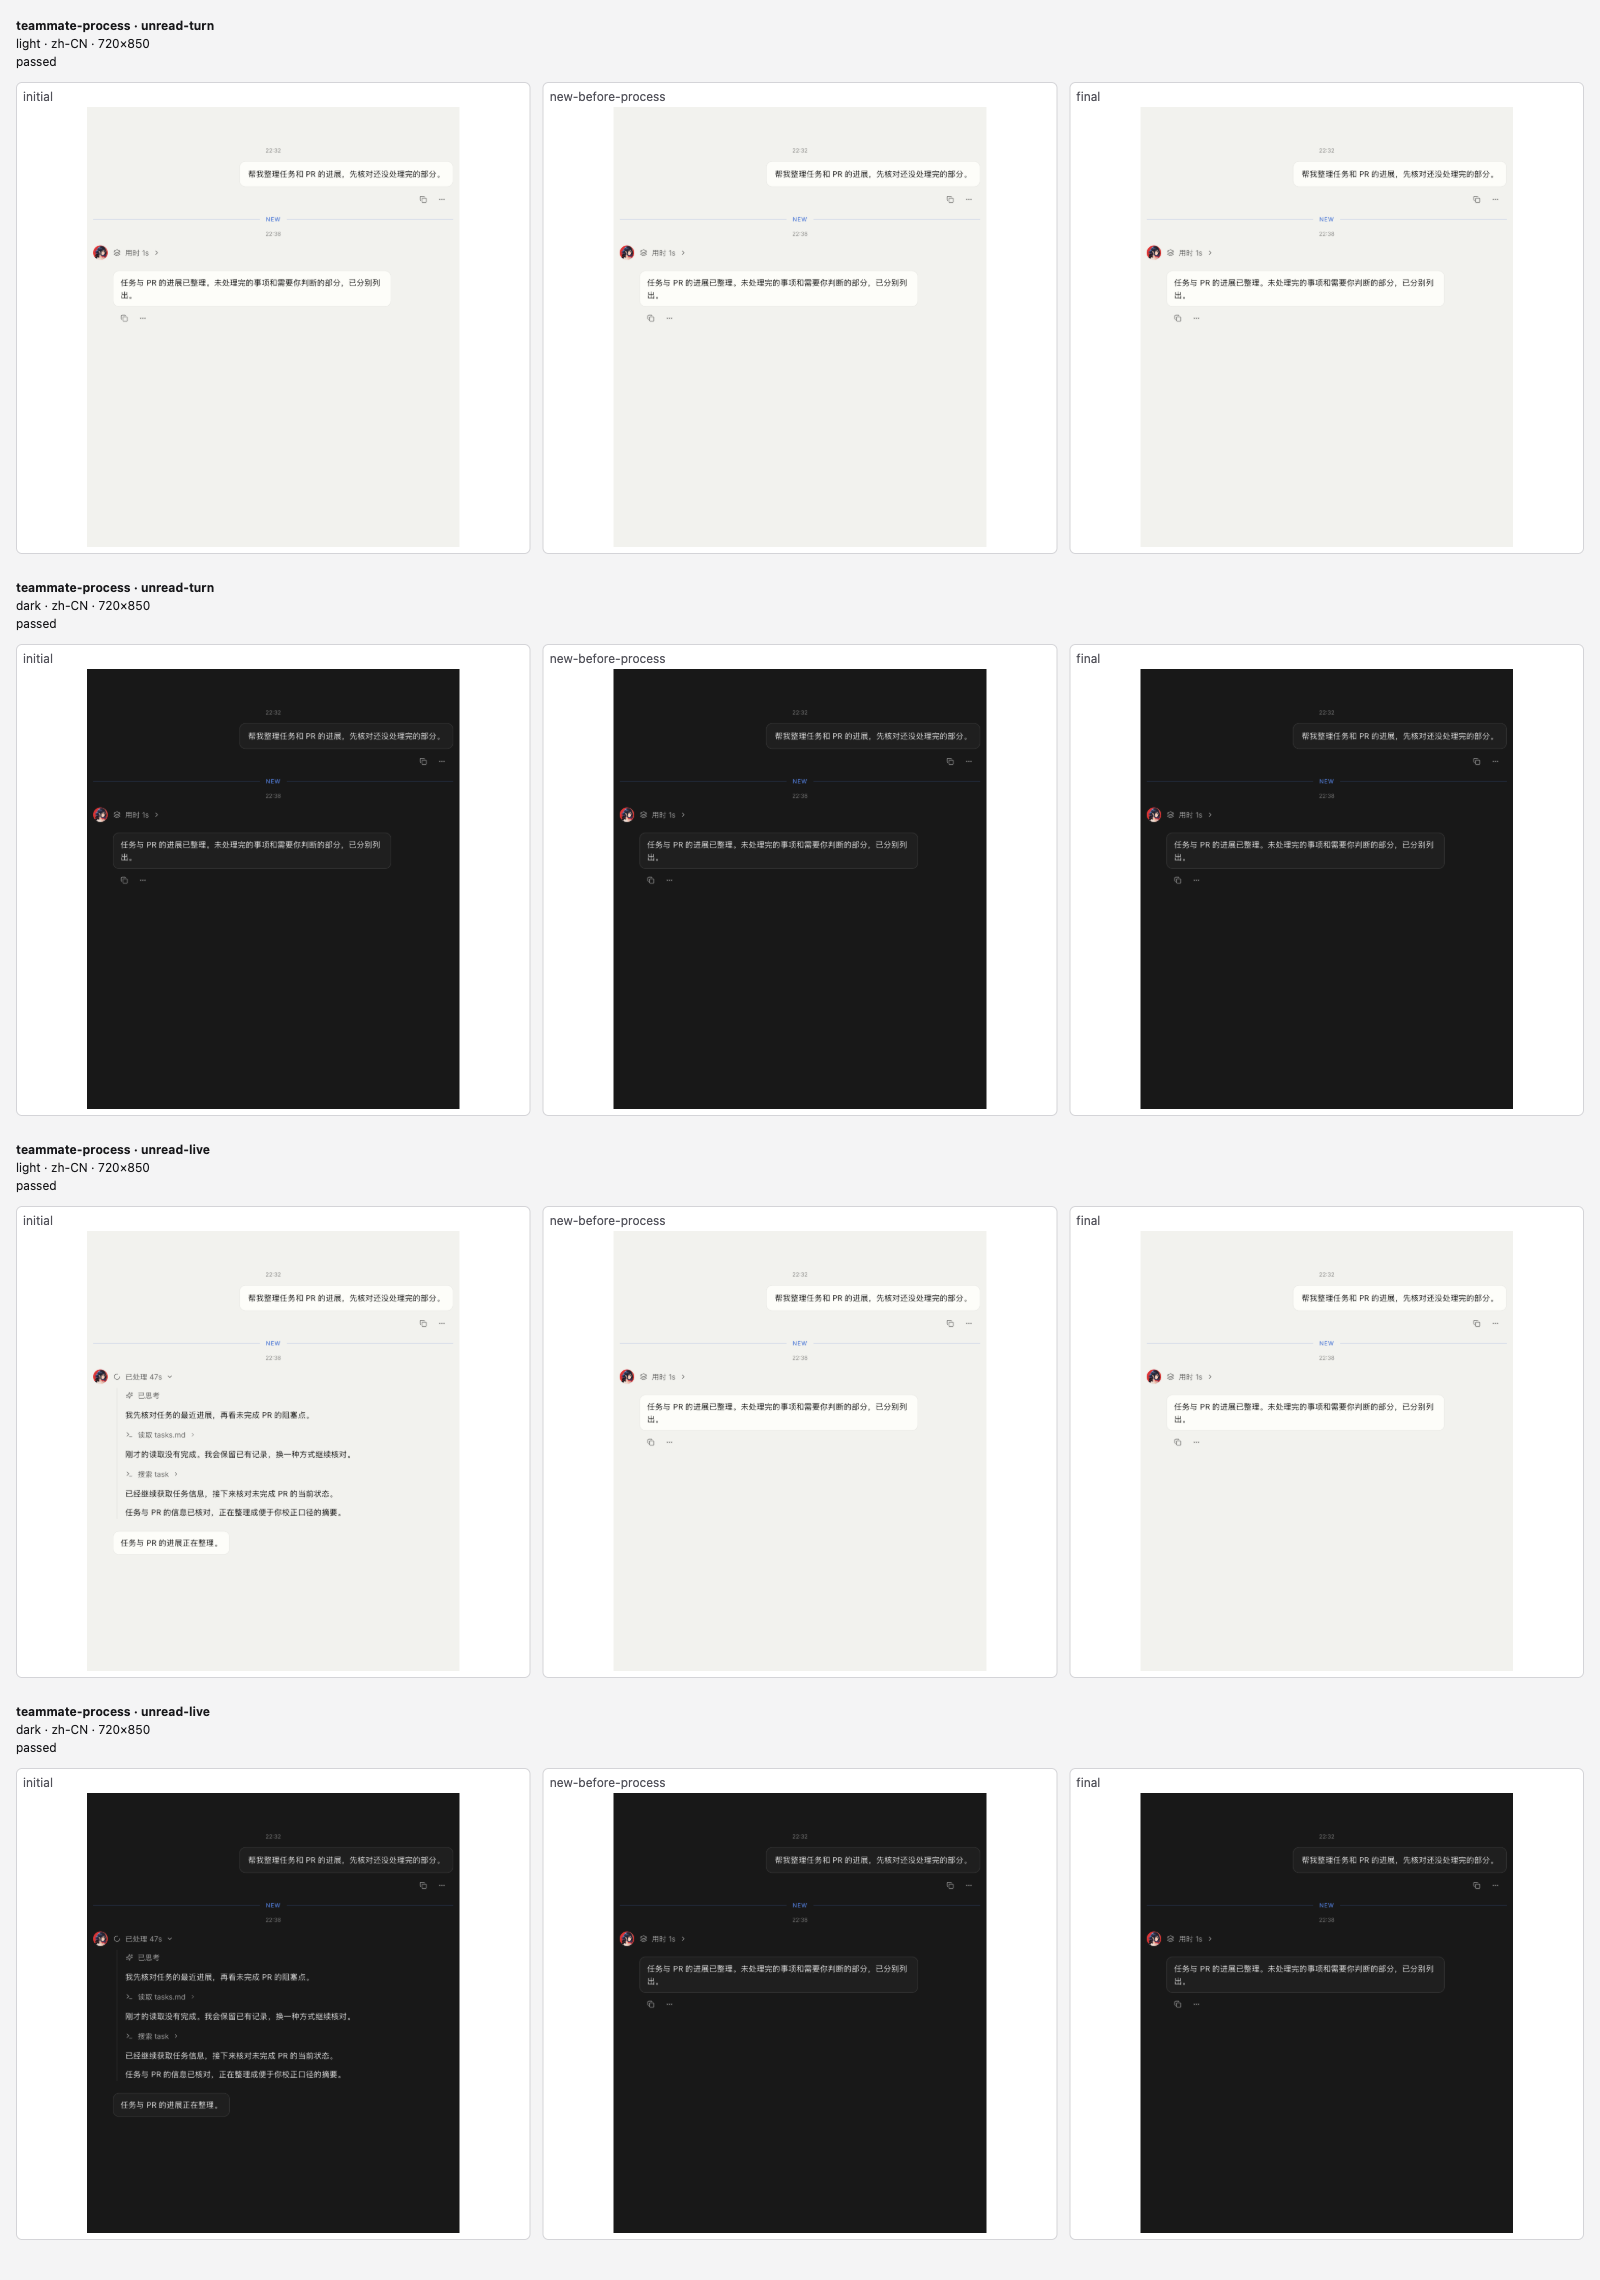 teammate-process · unread-turn
light · zh-CN · 720×850
passed
initial
22:32
帮我整理任务和 PR 的进展，先核对还没处理完的部分。
NEW
22:38
用时 1s
任务与 PR 的进展已整理。未处理完的事项和需要你判断的部分，已分别列
出。
new-before-process
22:32
帮我整理任务和 PR 的进展，先核对还没处理完的部分。
NEW
22:38
用时 1s
任务与 PR 的进展已整理。未处理完的事项和需要你判断的部分，已分别列
出。
final
22:32
帮我整理任务和 PR 的进展，先核对还没处理完的部分。
NEW
22:38
用时 1s
任务与 PR 的进展已整理。未处理完的事项和需要你判断的部分，已分别列
出。
teammate-process · unread-turn
dark · zh-CN · 720×850
passed
initial
22:32
帮我整理任务和 PR 的进展，先核对还没处理完的部分。
NEW
22:38
用时 1s
任务与 PR 的进展已整理。未处理完的事项和需要你判断的部分，已分别列
出。
new-before-process
22:32
帮我整理任务和 PR 的进展，先核对还没处理完的部分。
NEW
22:38
用时 1s
任务与 PR 的进展已整理。未处理完的事项和需要你判断的部分，已分别列
出。
final
22:32
帮我整理任务和 PR 的进展，先核对还没处理完的部分。
NEW
22:38
用时 1s
任务与 PR 的进展已整理。未处理完的事项和需要你判断的部分，已分别列
出。
teammate-process · unread-live
light · zh-CN · 720×850
passed
initial
22:32
帮我整理任务和 PR 的进展，先核对还没处理完的部分。
NEW
22:38
已处理 47s
已思考
我先核对任务的最近进展，再看未完成 PR 的阻塞点。
读取 tasks.md
刚才的读取没有完成。我会保留已有记录，换一种方式继续核对。
搜索 task
已经继续获取任务信息，接下来核对未完成 PR 的当前状态。
任务与 PR 的信息已核对，正在整理成便于你校正口径的摘要。
任务与 PR 的进展正在整理。
new-before-process
22:32
帮我整理任务和 PR 的进展，先核对还没处理完的部分。
NEW
22:38
用时 1s
任务与 PR 的进展已整理。未处理完的事项和需要你判断的部分，已分别列
出。
final
22:32
帮我整理任务和 PR 的进展，先核对还没处理完的部分。
NEW
22:38
用时 1s
任务与 PR 的进展已整理。未处理完的事项和需要你判断的部分，已分别列
出。
teammate-process · unread-live
dark · zh-CN · 720×850
passed
initial
22:32
帮我整理任务和 PR 的进展，先核对还没处理完的部分。
NEW
22:38
已处理 47s
已思考
我先核对任务的最近进展，再看未完成 PR 的阻塞点。
读取 tasks.md
刚才的读取没有完成。我会保留已有记录，换一种方式继续核对。
搜索 task
已经继续获取任务信息，接下来核对未完成 PR 的当前状态。
任务与 PR 的信息已核对，正在整理成便于你校正口径的摘要。
任务与 PR 的进展正在整理。
new-before-process
22:32
帮我整理任务和 PR 的进展，先核对还没处理完的部分。
NEW
22:38
用时 1s
任务与 PR 的进展已整理。未处理完的事项和需要你判断的部分，已分别列
出。
final
22:32
帮我整理任务和 PR 的进展，先核对还没处理完的部分。
NEW
22:38
用时 1s
任务与 PR 的进展已整理。未处理完的事项和需要你判断的部分，已分别列
出。